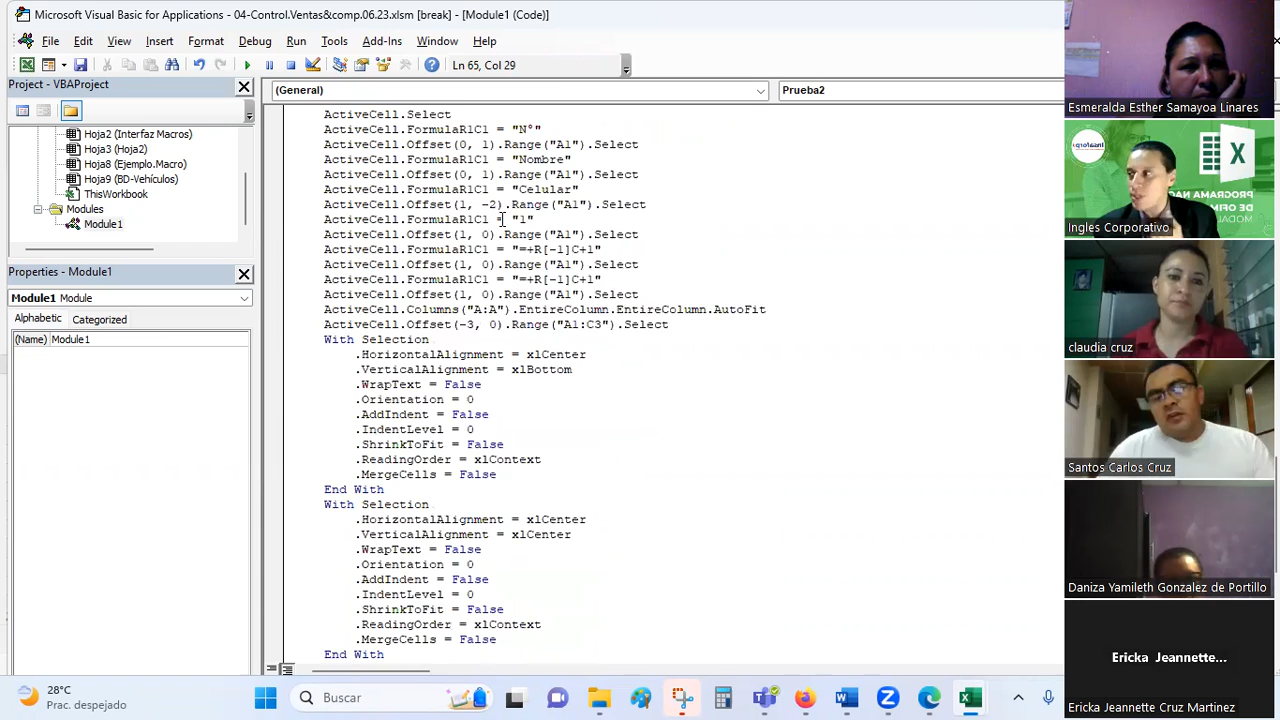 Microsoft Visual Basic for Applications - 04-Control.Ventas&comp.06.23.xlsm [break] - [Module1 (Code)]
File Edit View Insert Format Debug Run Tools Add-Ins Window Help
Ln 65, Col 29
Project - VBAProject
(General)
Prueba2
Hoja2 (Interfaz Macros)
Hoja3 (Hoja2)
Hoja8 (Ejemplo.Macro)
Hoja9 (BD-Vehículos)
ThisWorkbook
Modules
Module1
Properties - Module1
Module1 Module
Alphabetic Categorized
(Name) Module1
ActiveCell.Select
ActiveCell.FormulaR1C1 = "N°"
ActiveCell.Offset(0, 1).Range("A1").Select
ActiveCell.FormulaR1C1 = "Nombre"
ActiveCell.Offset(0, 1).Range("A1").Select
ActiveCell.FormulaR1C1 = "Celular"
ActiveCell.Offset(1, -2).Range("A1").Select
ActiveCell.FormulaR1C1 = "1"
ActiveCell.Offset(1, 0).Range("A1").Select
ActiveCell.FormulaR1C1 = "=+R[-1]C+1"
ActiveCell.Offset(1, 0).Range("A1").Select
ActiveCell.FormulaR1C1 = "=+R[-1]C+1"
ActiveCell.Offset(1, 0).Range("A1").Select
ActiveCell.Columns("A:A").EntireColumn.EntireColumn.AutoFit
ActiveCell.Offset(-3, 0).Range("A1:C3").Select
With Selection
.HorizontalAlignment = xlCenter
.VerticalAlignment = xlBottom
.WrapText = False
.Orientation = 0
.AddIndent = False
.IndentLevel = 0
.ShrinkToFit = False
.ReadingOrder = xlContext
.MergeCells = False
End With
With Selection
.HorizontalAlignment = xlCenter
.VerticalAlignment = xlCenter
.WrapText = False
.Orientation = 0
.AddIndent = False
.IndentLevel = 0
.ShrinkToFit = False
.ReadingOrder = xlContext
.MergeCells = False
End With
Esmeralda Esther Samayoa Linares
PROGRAMA
NACIONAL
DE OFIM
MODAL
Ingles Corporativo
claudia cruz
Santos Carlos Cruz
Daniza Yamileth Gonzalez de Portillo
Ericka Jeannette...
Ericka Jeannette Cruz Martinez
28°C
Prac. despejado
Buscar